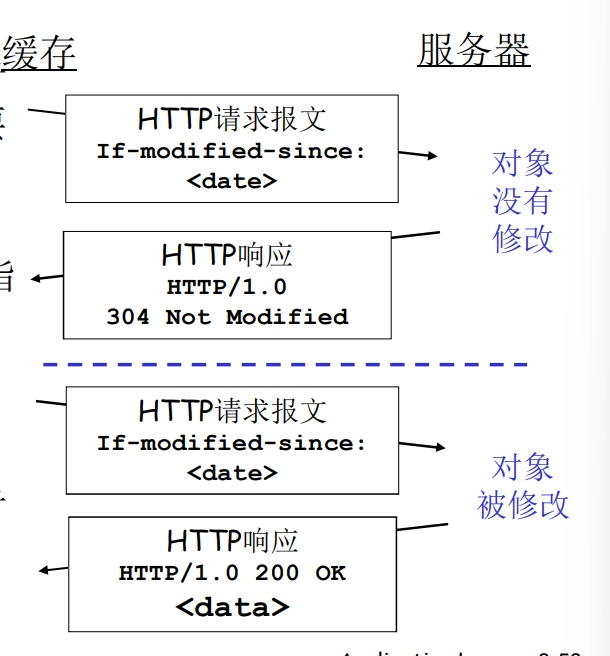 缓存
服务器
HTTP请求报文
If-modified-since:
<date>
对象
没有
修改
HTTP响应
HTTP/1.0
304 Not Modified
HTTP请求报文
If-modified-since:
<date>
对象
被修改
HTTP响应
HTTP/1.0 200 OK
<data>